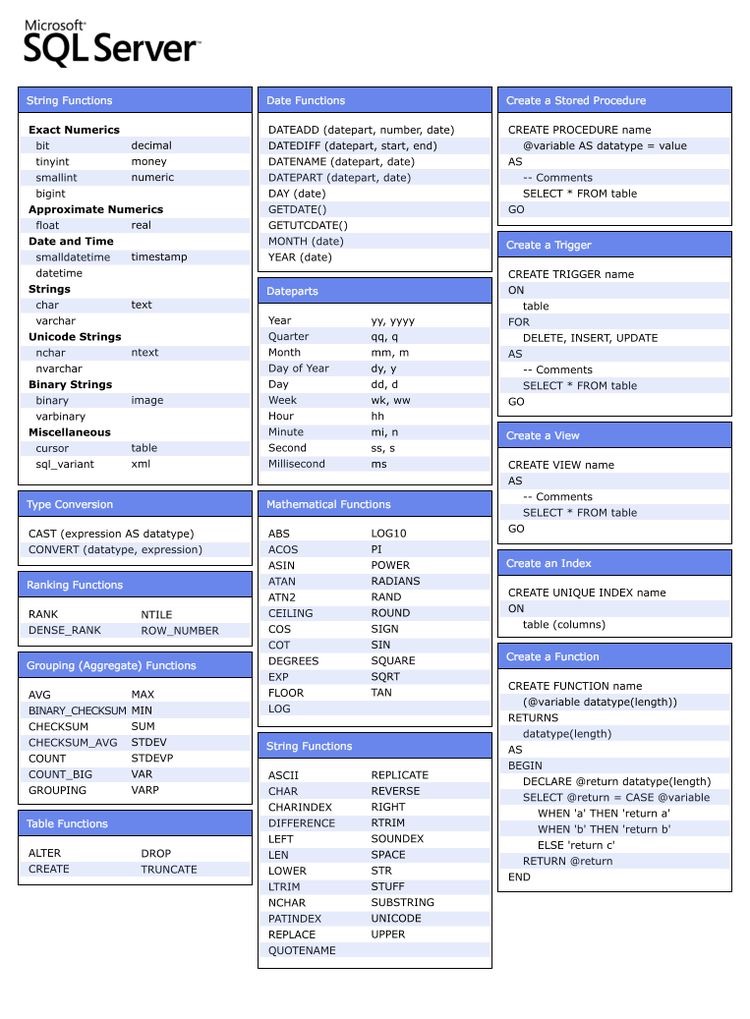 Microsoft®
SQL Server™
String Functions
Exact Numerics
bit decimal
tinyint money
smallint numeric
bigint
Approximate Numerics
float real
Date and Time
smalldatetime timestamp
datetime
Strings
char text
varchar
Unicode Strings
nchar ntext
nvarchar
Binary Strings
binary image
varbinary
Miscellaneous
cursor table
sql_variant xml
Type Conversion
CAST (expression AS datatype)
CONVERT (datatype, expression)
Ranking Functions
RANK NTILE
DENSE_RANK ROW_NUMBER
Grouping (Aggregate) Functions
AVG MAX
BINARY_CHECKSUM MIN
CHECKSUM SUM
CHECKSUM_AVG STDEV
COUNT STDEVP
COUNT_BIG VAR
GROUPING VARP
Table Functions
ALTER DROP
CREATE TRUNCATE
Date Functions
DATEADD (datepart, number, date)
DATEDIFF (datepart, start, end)
DATENAME (datepart, date)
DATEPART (datepart, date)
DAY (date)
GETDATE()
GETUTCDATE()
MONTH (date)
YEAR (date)
Dateparts
Year yy, yyyy
Quarter qq, q
Month mm, m
Day of Year dy, y
Day dd, d
Week wk, ww
Hour hh
Minute mi, n
Second ss, s
Millisecond ms
Mathematical Functions
ABS LOG10
ACOS PI
ASIN POWER
ATAN RADIANS
ATN2 RAND
CEILING ROUND
COS SIGN
COT SIN
DEGREES SQUARE
EXP SQRT
FLOOR TAN
LOG
String Functions
ASCII REPLICATE
CHAR REVERSE
CHARINDEX RIGHT
DIFFERENCE RTRIM
LEFT SOUNDEX
LEN SPACE
LOWER STR
LTRIM STUFF
NCHAR SUBSTRING
PATINDEX UNICODE
REPLACE UPPER
QUOTENAME
Create a Stored Procedure
CREATE PROCEDURE name
@variable AS datatype = value
AS
-- Comments
SELECT * FROM table
GO
Create a Trigger
CREATE TRIGGER name
ON
table
FOR
DELETE, INSERT, UPDATE
AS
-- Comments
SELECT * FROM table
GO
Create a View
CREATE VIEW name
AS
-- Comments
SELECT * FROM table
GO
Create an Index
CREATE UNIQUE INDEX name
ON
table (columns)
Create a Function
CREATE FUNCTION name
(@variable datatype(length))
RETURNS
datatype(length)
AS
BEGIN
DECLARE @return datatype(length)
SELECT @return = CASE @variable
WHEN 'a' THEN 'return a'
WHEN 'b' THEN 'return b'
ELSE 'return c'
RETURN @return
END